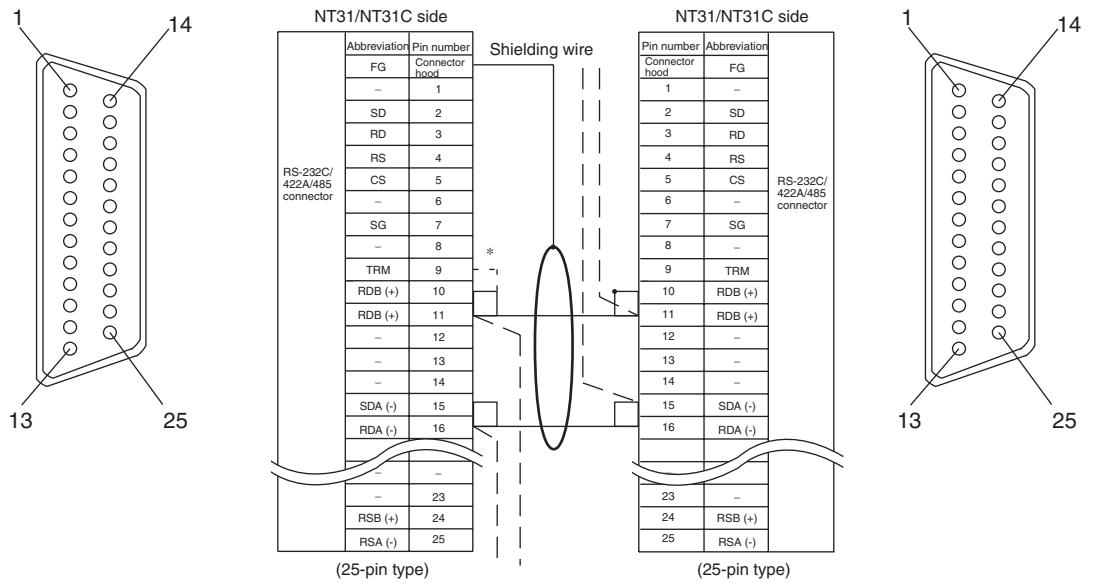 1
14
13
25
NT31/NT31C side
Abbreviation Pin number
FG Connector hood
– 1
SD 2
RD 3
RS 4
CS 5
– 6
SG 7
– 8
TRM 9
RDB (+) 10
RDB (+) 11
– 12
– 13
– 14
SDA (-) 15
RDA (-) 16
– –
– 23
RSB (+) 24
RSA (-) 25
RS-232C/
422A/485
connector
(25-pin type)
Shielding wire
*
NT31/NT31C side
Pin number Abbreviation
Connector hood FG
1 –
2 SD
3 RD
4 RS
5 CS
6 –
7 SG
8 –
9 TRM
10 RDB (+)
11 RDB (+)
12 –
13 –
14 –
15 SDA (-)
16 RDA (-)
23 –
24 RSB (+)
25 RSA (-)
RS-232C/
422A/485
connector
(25-pin type)
1
14
13
25